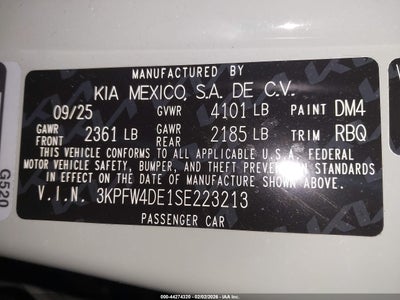 MANUFACTURED BY
KIA MEXICO, S.A. DE C.V.
09/25 GVWR 4101 LB PAINT DM4
GAWR FRONT 2361 LB GAWR REAR 2185 LB TRIM RBQ
THIS VEHICLE CONFORMS TO ALL APPLICABLE U.S.A. FEDERAL
MOTOR VEHICLE SAFETY, BUMPER, AND THEFT PREVENTION STANDARDS
IN EFFECT ON THE DATE OF MANUFACTURE SHOWN ABOVE.
V.I.N. 3KPFW4DE1SE223213
PASSENGER CAR
G520
© 44274320 - 02/02/2026 - IAA Inc.